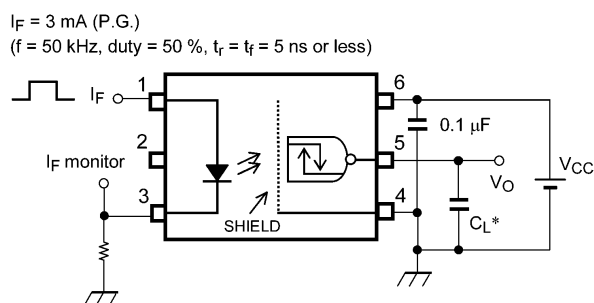 IF = 3 mA (P.G.)
(f = 50 kHz, duty = 50 %, tr = tf = 5 ns or less)
IF
1
2
3
IF monitor
SHIELD
6
5
4
0.1 μF
VO
CL*
VCC